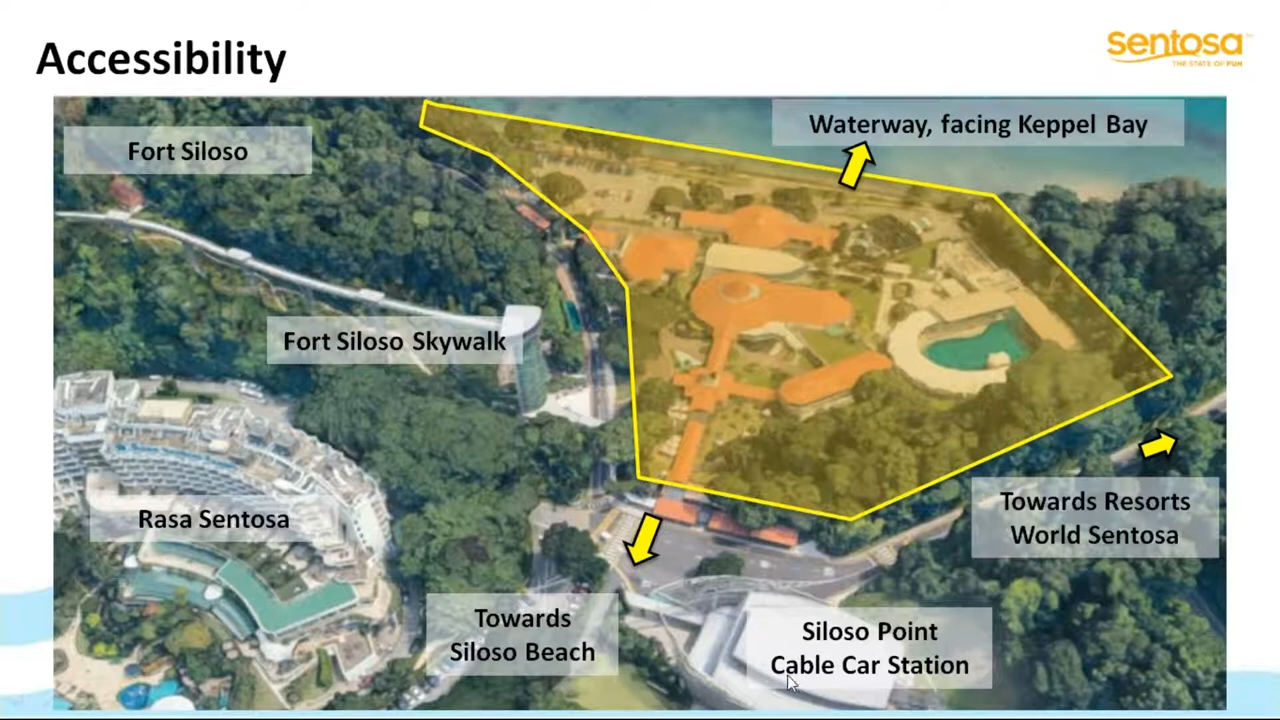 Accessibility
sentosa
THE STATE OF FUN
Waterway, facing Keppel Bay
Fort Siloso
Fort Siloso Skywalk
Rasa Sentosa
Towards Resorts
World Sentosa
Towards
Siloso Beach
Siloso Point
Cable Car Station